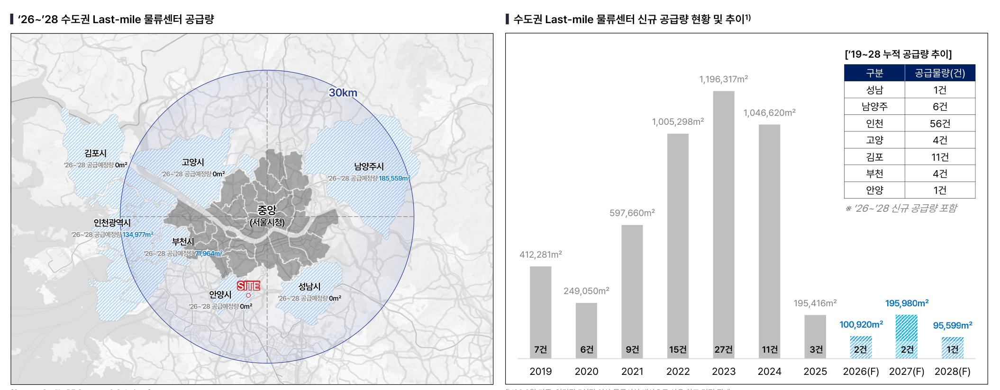 ‘26~’28 수도권 Last-mile 물류센터 공급량
30km
김포시
‘26~’28 공급예정량 0m²
고양시
‘26~’28 공급예정량 0m²
남양주시
‘26~’28 공급예정량 185,559m²
중앙
(서울시청)
인천광역시
‘26~’28 공급예정량 134,977m²
부천시
‘26~’28 공급예정량 71,964m²
SITE
안양시
‘26~’28 공급예정량 0m²
성남시
‘26~’28 공급예정량 0m²
수도권 Last-mile 물류센터 신규 공급량 현황 및 추이¹⁾
[’19~28 누적 공급량 추이]
구분 공급물량(건)
성남 1건
남양주 6건
인천 56건
고양 4건
김포 11건
부천 4건
안양 1건
※ ’26~’28 신규 공급량 포함
412,281m²
249,050m²
597,660m²
1,005,298m²
1,196,317m²
1,046,620m²
195,416m²
100,920m²
195,980m²
95,599m²
7건 6건 9건 15건 27건 11건 3건 2건 2건 1건
2019 2020 2021 2022 2023 2024 2025 2026(F) 2027(F) 2028(F)